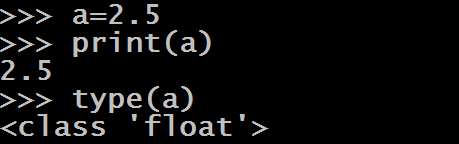 >>> a=2.5
>>> print(a)
2.5
>>> type(a)
<class 'float'>